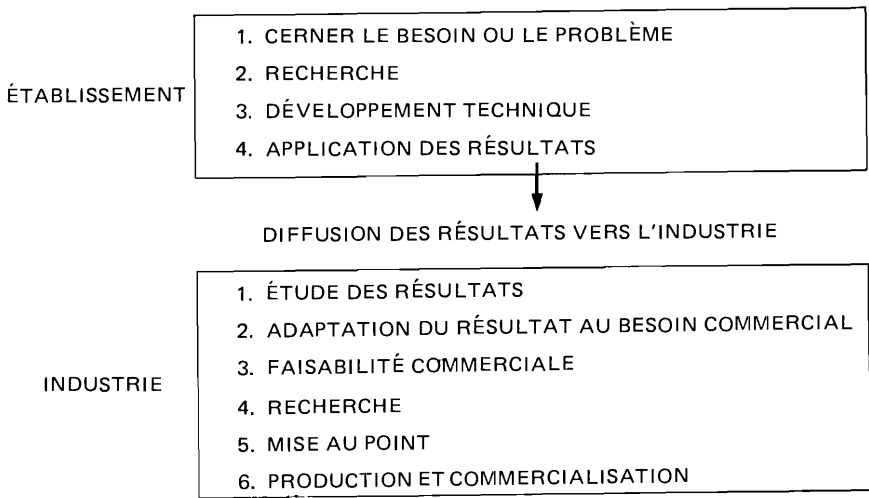 1. CERNER LE BESOIN OU LE PROBLÈME
2. RECHERCHE
ÉTABLISSEMENT
3. DÉVELOPPEMENT TECHNIQUE
4. APPLICATION DES RÉSULTATS
DIFFUSION DES RÉSULTATS VERS L'INDUSTRIE
1. ÉTUDE DES RÉSULTATS
2. ADAPTATION DU RÉSULTAT AU BESOIN COMMERCIAL
3. FAISABILITÉ COMMERCIALE
INDUSTRIE
4. RECHERCHE
5. MISE AU POINT
6. PRODUCTION ET COMMERCIALISATION